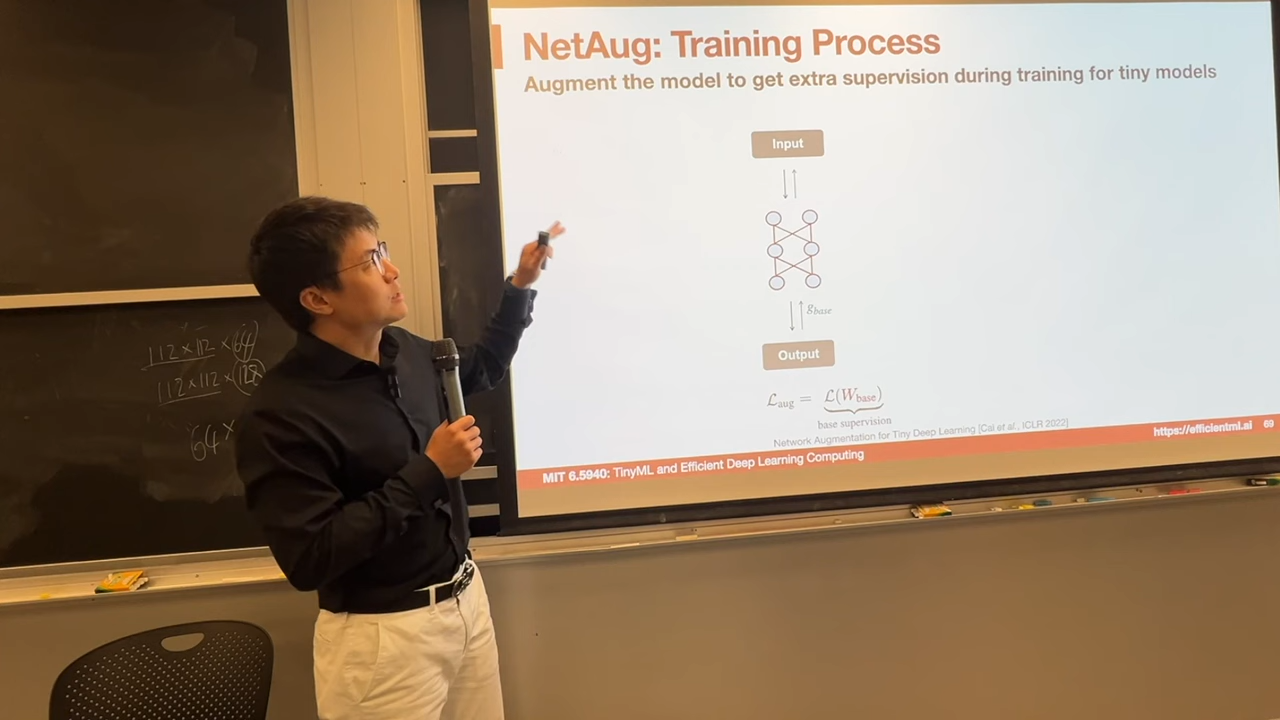 NetAug: Training Process
Augment the model to get extra supervision during training for tiny models
Input
g_base
Output
ℒ_aug = ℒ(W_base)
base supervision
Network Augmentation for Tiny Deep Learning [Cai et al., ICLR 2022]
MIT 6.5940: TinyML and Efficient Deep Learning Computing
https://efficientml.ai
69
112×112×64
112×112×128
64×